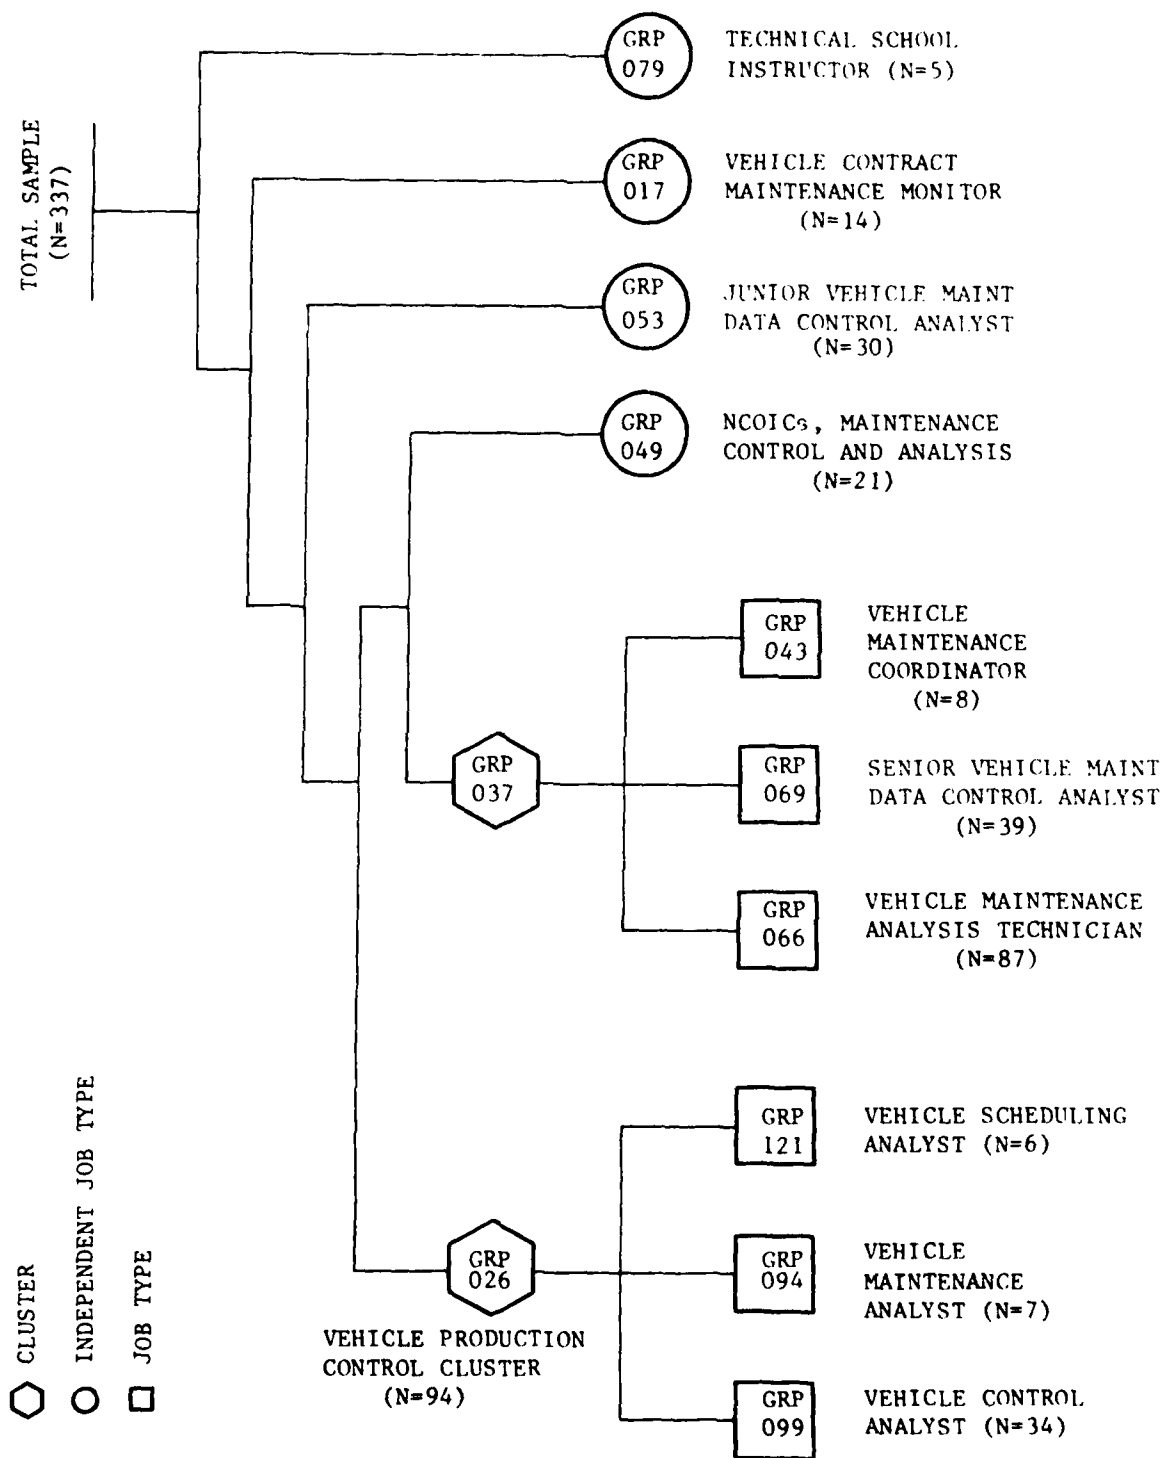 TOTAL SAMPLE
(N=337)
GRP
079
TECHNICAL SCHOOL
INSTRUCTOR (N=5)
GRP
017
VEHICLE CONTRACT
MAINTENANCE MONITOR
(N=14)
GRP
053
JUNIOR VEHICLE MAINT
DATA CONTROL ANALYST
(N=30)
GRP
049
NCOICs, MAINTENANCE
CONTROL AND ANALYSIS
(N=21)
GRP
037
GRP
043
VEHICLE
MAINTENANCE
COORDINATOR
(N=8)
GRP
069
SENIOR VEHICLE MAINT
DATA CONTROL ANALYST
(N=39)
GRP
066
VEHICLE MAINTENANCE
ANALYSIS TECHNICIAN
(N=87)
GRP
026
VEHICLE PRODUCTION
CONTROL CLUSTER
(N=94)
GRP
121
VEHICLE SCHEDULING
ANALYST (N=6)
GRP
094
VEHICLE
MAINTENANCE
ANALYST (N=7)
GRP
099
VEHICLE CONTROL
ANALYST (N=34)
CLUSTER
INDEPENDENT JOB TYPE
JOB TYPE